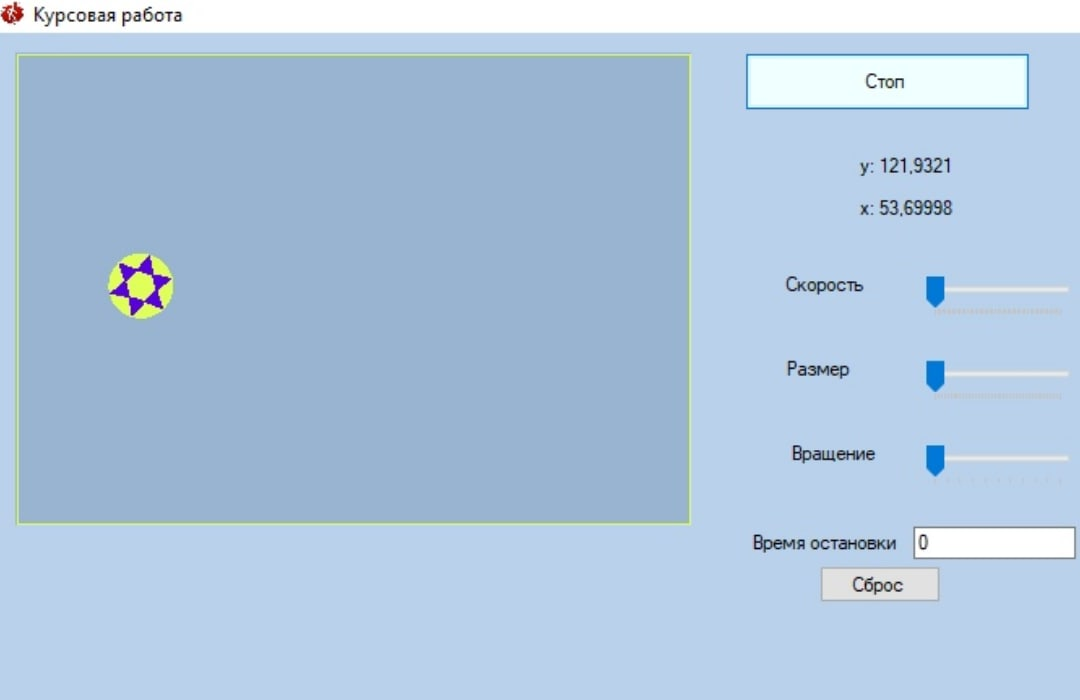 Курсовая работа
Стоп
y: 121,9321
x: 53,69998
Скорость
Размер
Вращение
Время остановки 0
Сброс